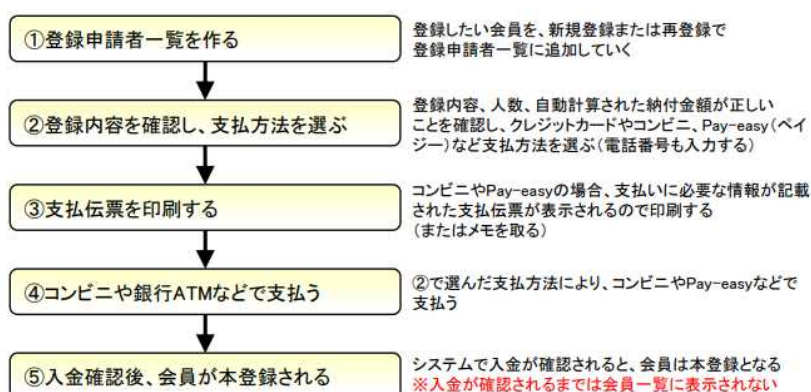 ①登録申請者一覧を作る
登録したい会員を、新規登録または再登録で
登録申請者一覧に追加していく
②登録内容を確認し、支払方法を選ぶ
登録内容、人数、自動計算された納付金額が正しい
ことを確認し、クレジットカードやコンビニ、Pay-easy(ペイ
ジー)など支払方法を選ぶ(電話番号も入力する)
③支払伝票を印刷する
コンビニやPay-easyの場合、支払いに必要な情報が記載
された支払伝票が表示されるので印刷する
(またはメモを取る)
④コンビニや銀行ATMなどで支払う
②で選んだ支払方法により、コンビニやPay-easyなどで
支払う
⑤入金確認後、会員が本登録される
システムで入金が確認されると、会員は本登録となる
※入金が確認されるまでは会員一覧に表示されない